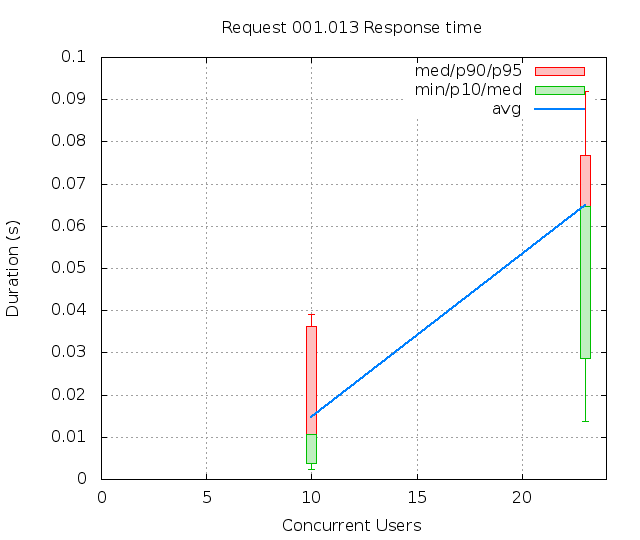 Request 001.013 Response time
med/p90/p95
min/p10/med
avg
0.1
0.09
0.08
0.07
0.06
0.05
0.04
0.03
0.02
0.01
0
Duration (s)
0 5 10 15 20
Concurrent Users